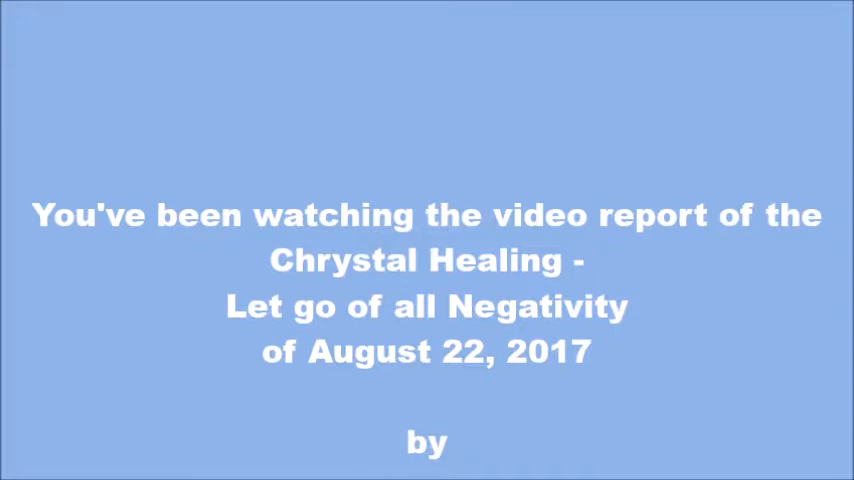 You've been watching the video report of the
Chrystal Healing -
Let go of all Negativity
of August 22, 2017
by